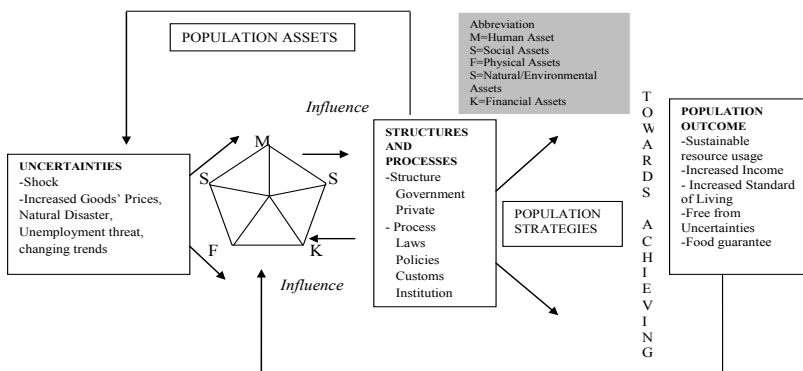 POPULATION ASSETS
Abbreviation
M=Human Asset
S=Social Assets
F=Physical Assets
S=Natural/Environmental
Assets
K=Financial Assets
Influence
UNCERTAINTIES
-Shock
-Increased Goods' Prices,
Natural Disaster,
Unemployment threat,
changing trends
M
S
S
F
K
Influence
STRUCTURES
AND
PROCESSES
-Structure
Government
Private
- Process
Laws
Policies
Customs
Institution
POPULATION
STRATEGIES
TOWARDS ACHIEVING
POPULATION
OUTCOME
-Sustainable
resource usage
-Increased Income
- Increased Standard
of Living
-Free from
Uncertainties
-Food guarantee